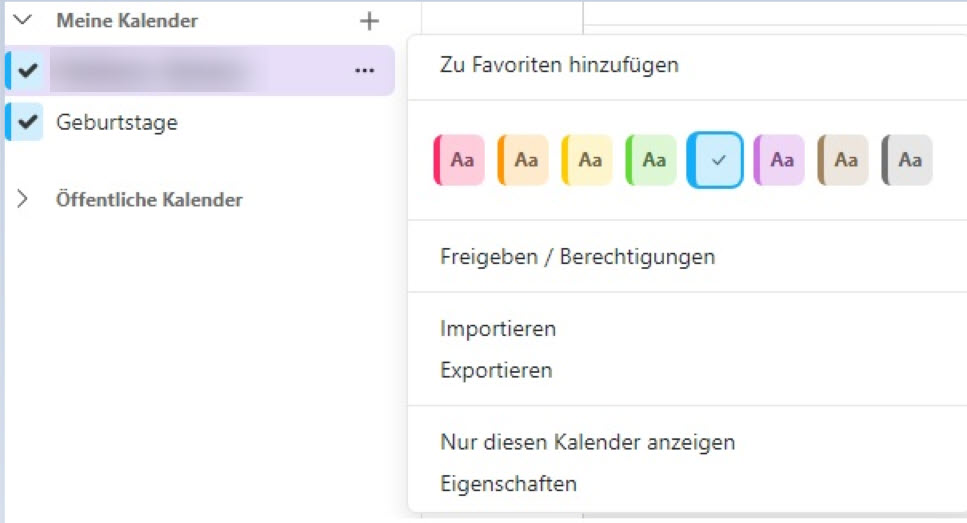 Meine Kalender
Geburtstage
Öffentliche Kalender
Zu Favoriten hinzufügen
Aa Aa Aa Aa Aa Aa Aa
Freigeben / Berechtigungen
Importieren
Exportieren
Nur diesen Kalender anzeigen
Eigenschaften